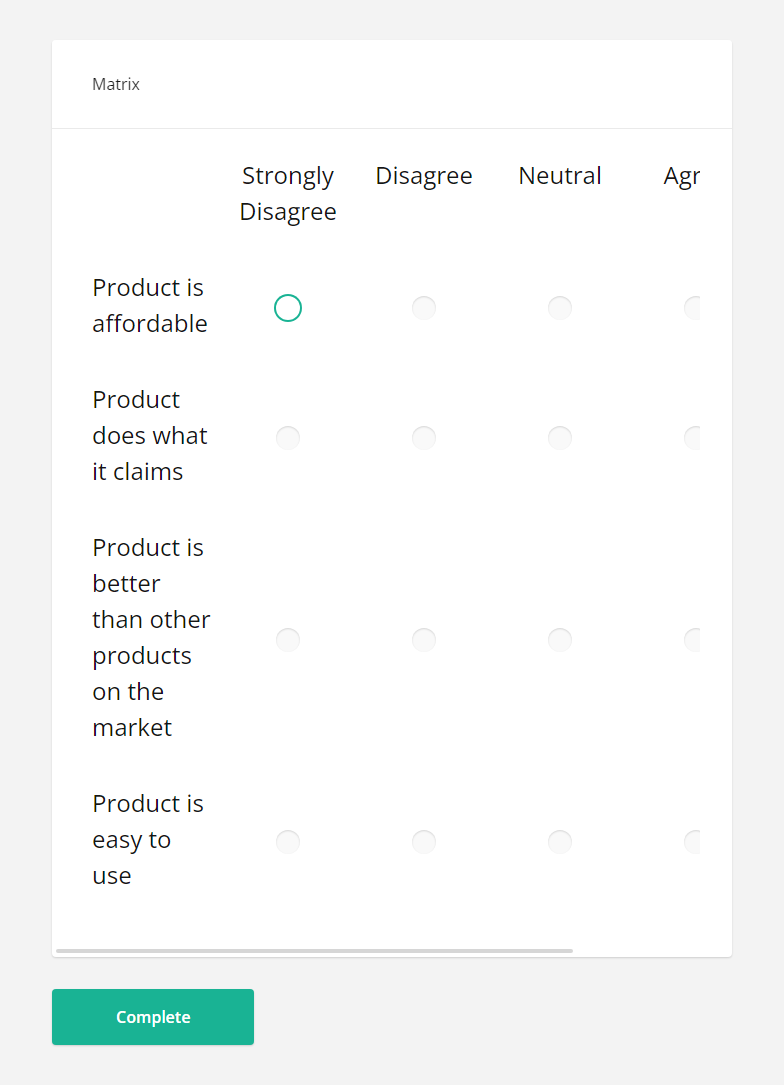 Matrix
Strongly Disagree Neutral Agr
Disagree
Product is
affordable
Product
does what
it claims
Product is
better
than other
products
on the
market
Product is
easy to
use
Complete